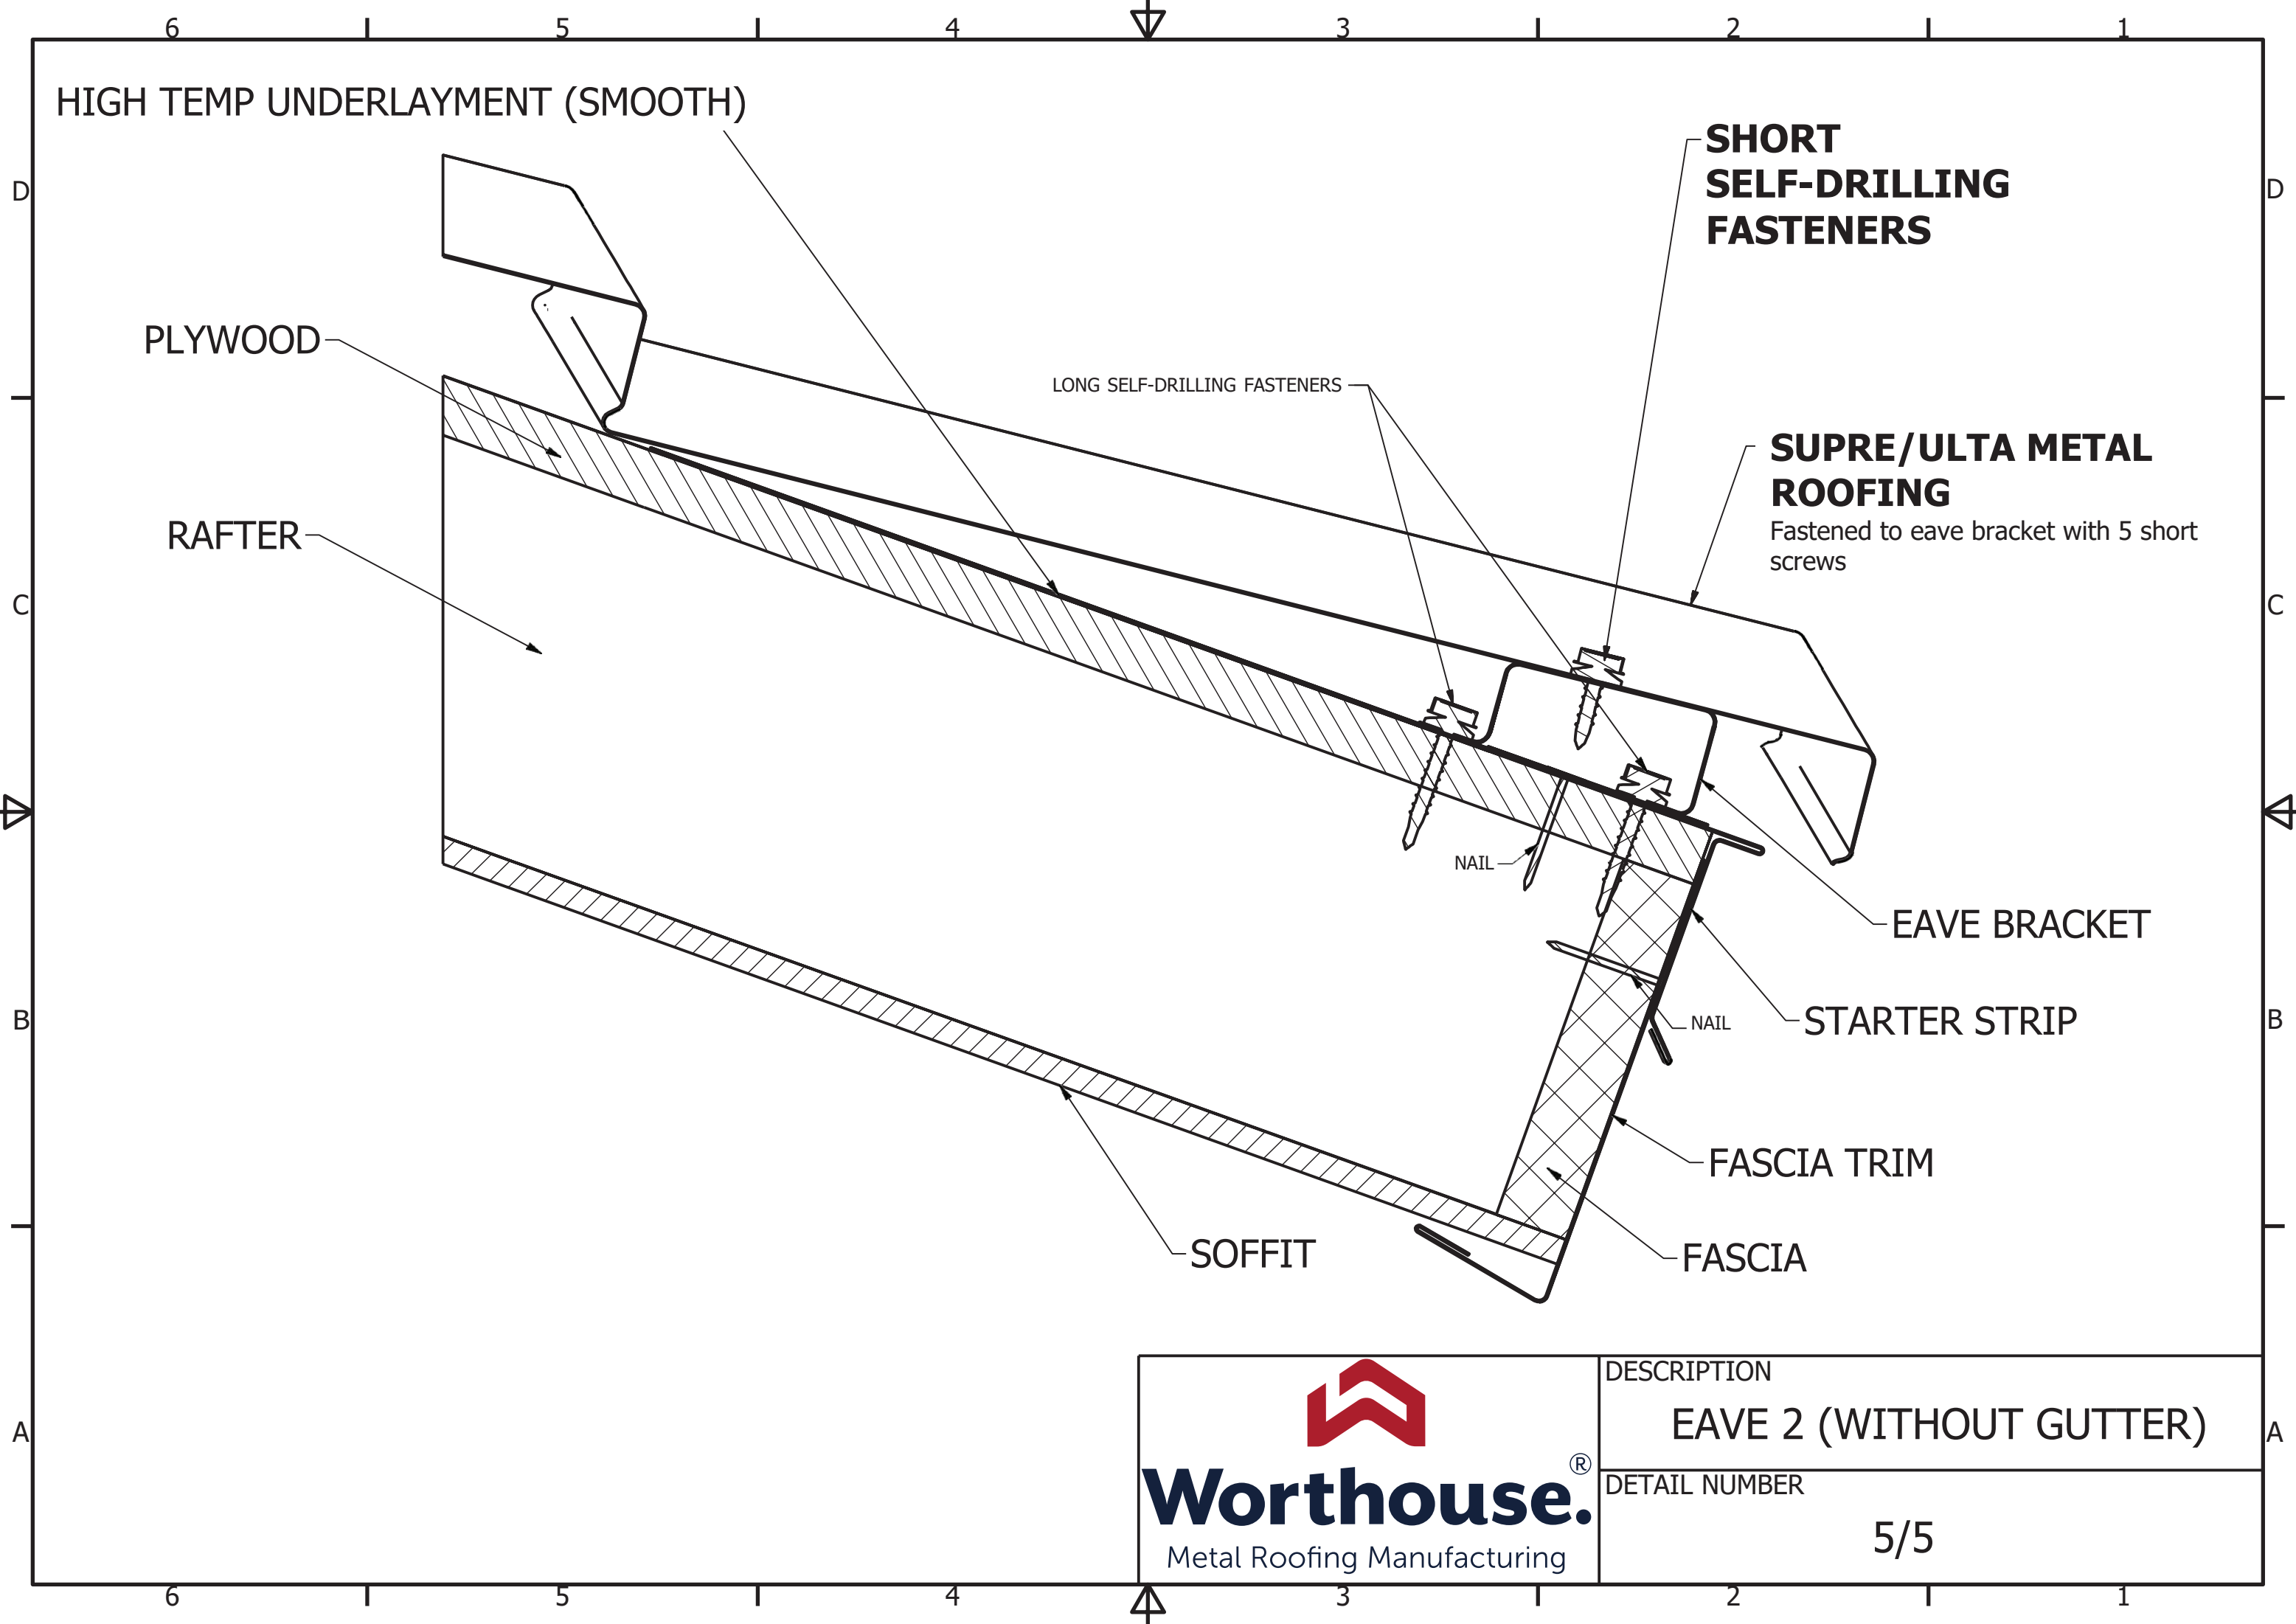 6 5 4 3 2 1
HIGH TEMP UNDERLAYMENT (SMOOTH)
SHORT
SELF-DRILLING
FASTENERS
D D
PLYWOOD
LONG SELF-DRILLING FASTENERS
SUPRE/ULTA METAL
ROOFING
Fastened to eave bracket with 5 short
screws
RAFTER
C C
NAIL
EAVE BRACKET
B B
STARTER STRIP
NAIL
FASCIA TRIM
SOFFIT
FASCIA
DESCRIPTION
EAVE 2 (WITHOUT GUTTER)
A A
Worthouse.®
DETAIL NUMBER
5/5
Metal Roofing Manufacturing
6 5 4 3 2 1